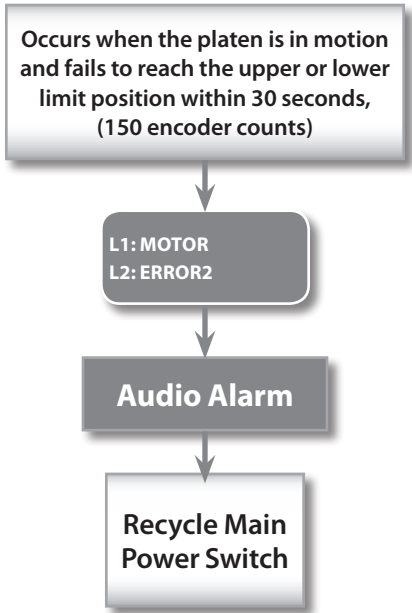 Occurs when the platen is in motion
and fails to reach the upper or lower
limit position within 30 seconds,
(150 encoder counts)
L1: MOTOR
L2: ERROR2
Audio Alarm
Recycle Main
Power Switch